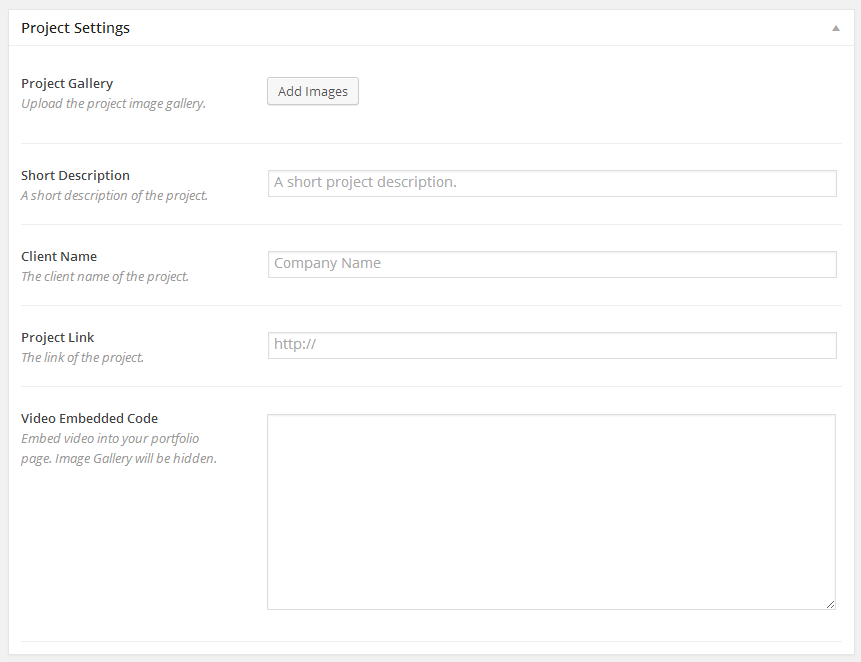 Project Settings
Project Gallery
Upload the project image gallery.
Add Images
Short Description
A short description of the project.
A short project description.
Client Name
The client name of the project.
Company Name
Project Link
The link of the project.
http://
Video Embedded Code
Embed video into your portfolio
page. Image Gallery will be hidden.